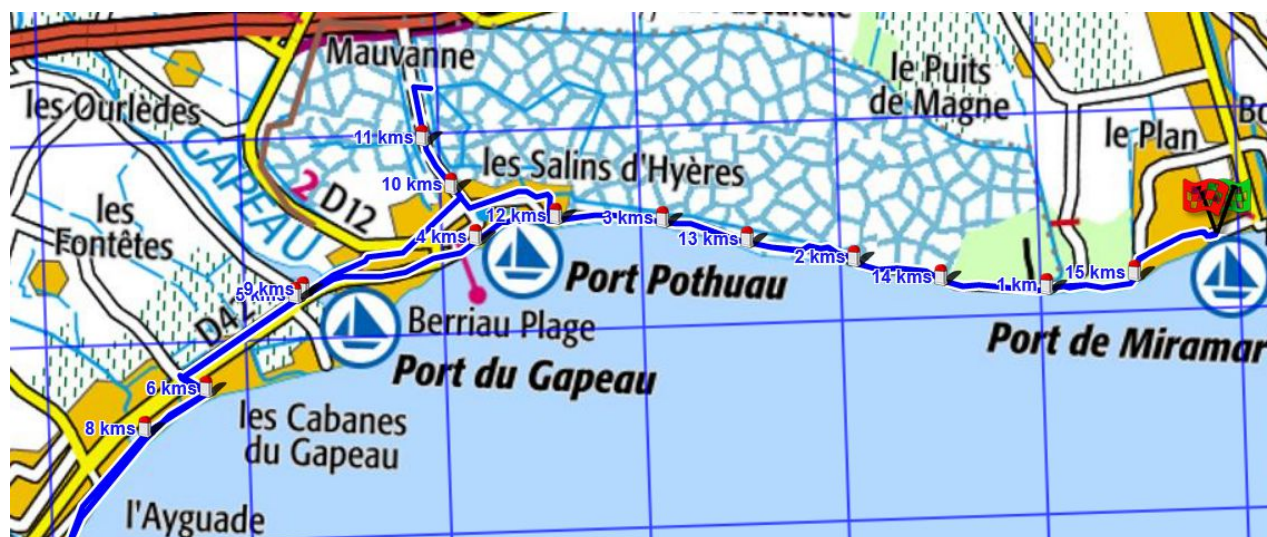 Mauvanne
le Puits
de Magne
les Ourlèdes
le Plan
11 kms
GAPEAU
les Salins d'Hyères
10 kms
2 D12
les
Fontêtes
12 kms
3 kms
4 kms
13 kms
2 kms
14 kms
1 km
15 kms
Port Pothuau
9 kms
5 kms
D42
Berriau Plage
Port de Miramar
Port du Gapeau
6 kms
8 kms
les Cabanes
du Gapeau
l'Ayguade